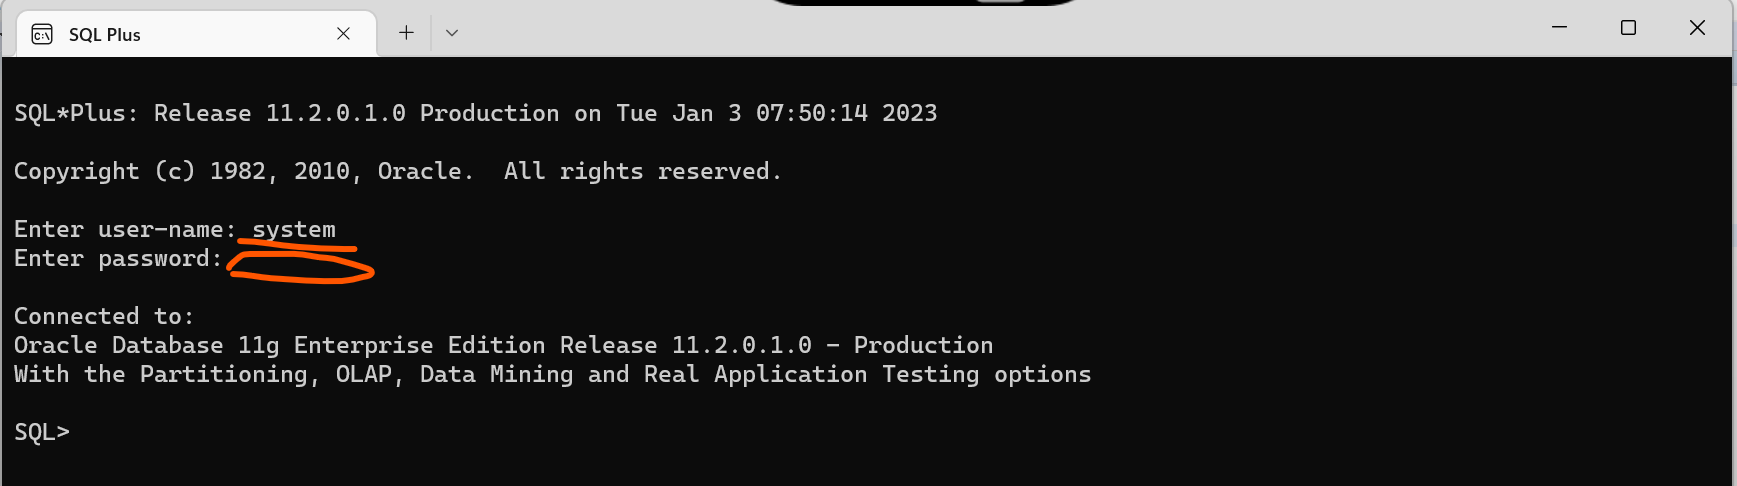 SQL Plus
SQL*Plus: Release 11.2.0.1.0 Production on Tue Jan 3 07:50:14 2023
Copyright (c) 1982, 2010, Oracle.  All rights reserved.
Enter user-name: system
Enter password:
Connected to:
Oracle Database 11g Enterprise Edition Release 11.2.0.1.0 - Production
With the Partitioning, OLAP, Data Mining and Real Application Testing options
SQL>